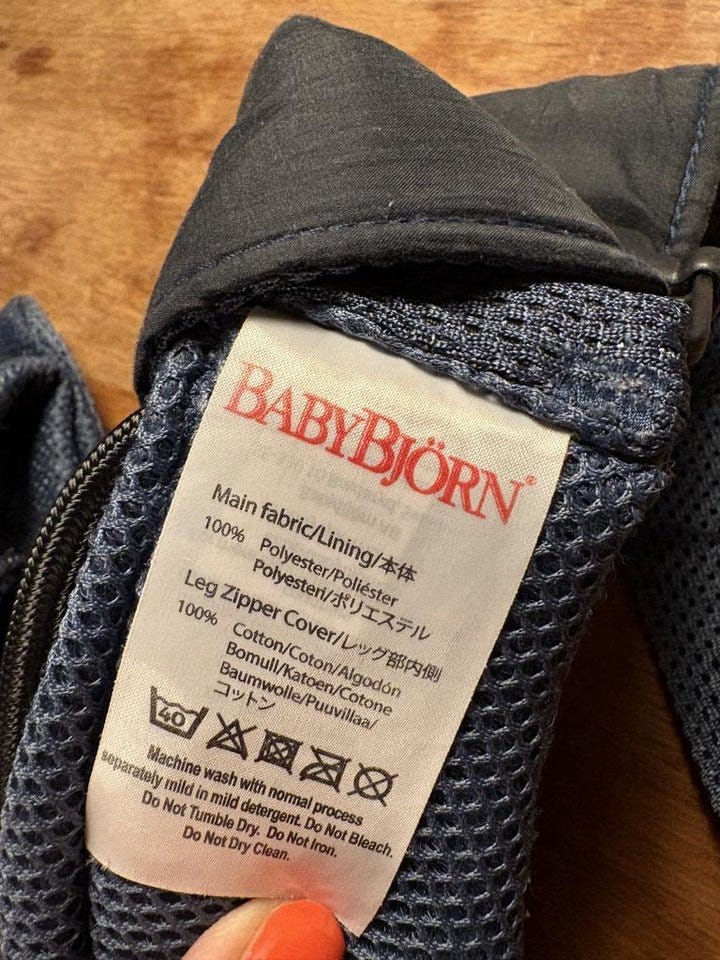 BABYBJÖRN®
Main fabric/Lining/本体
100% Polyester/Poliéster
Polyesteri/ポリエステル
Leg Zipper Cover/レッグ部内側
100% Cotton/Coton/Algodón
Bomull/Katoen/Cotone
Baumwolle/Puuvillaa/
コットン
40
Machine wash with normal process
separately mild in mild detergent. Do Not Bleach.
Do Not Tumble Dry. Do Not Iron.
Do Not Dry Clean.